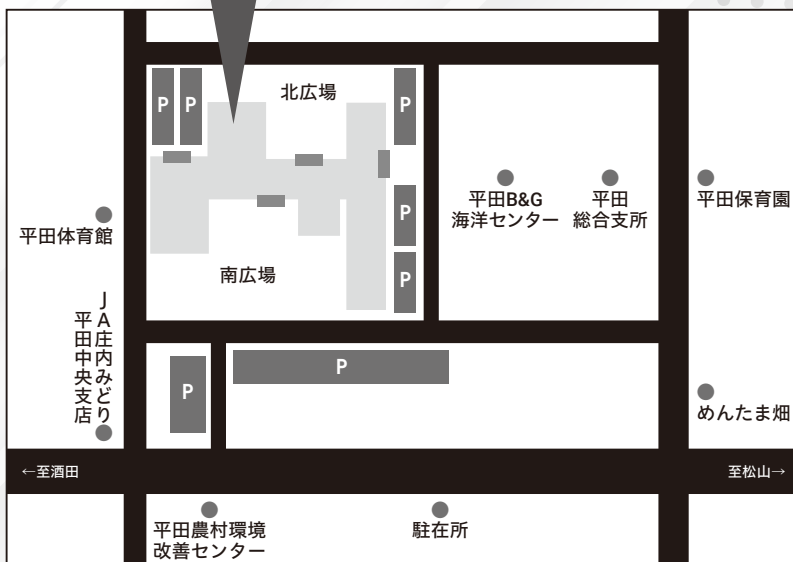 P
P
北広場
P
平田B&G
海洋センター
平田
総合支所
平田保育園
平田体育館
P
南広場
P
JA庄内みどり
平田中央支店
P
P
めんたま畑
←至酒田
至松山→
平田農村環境
改善センター
駐在所